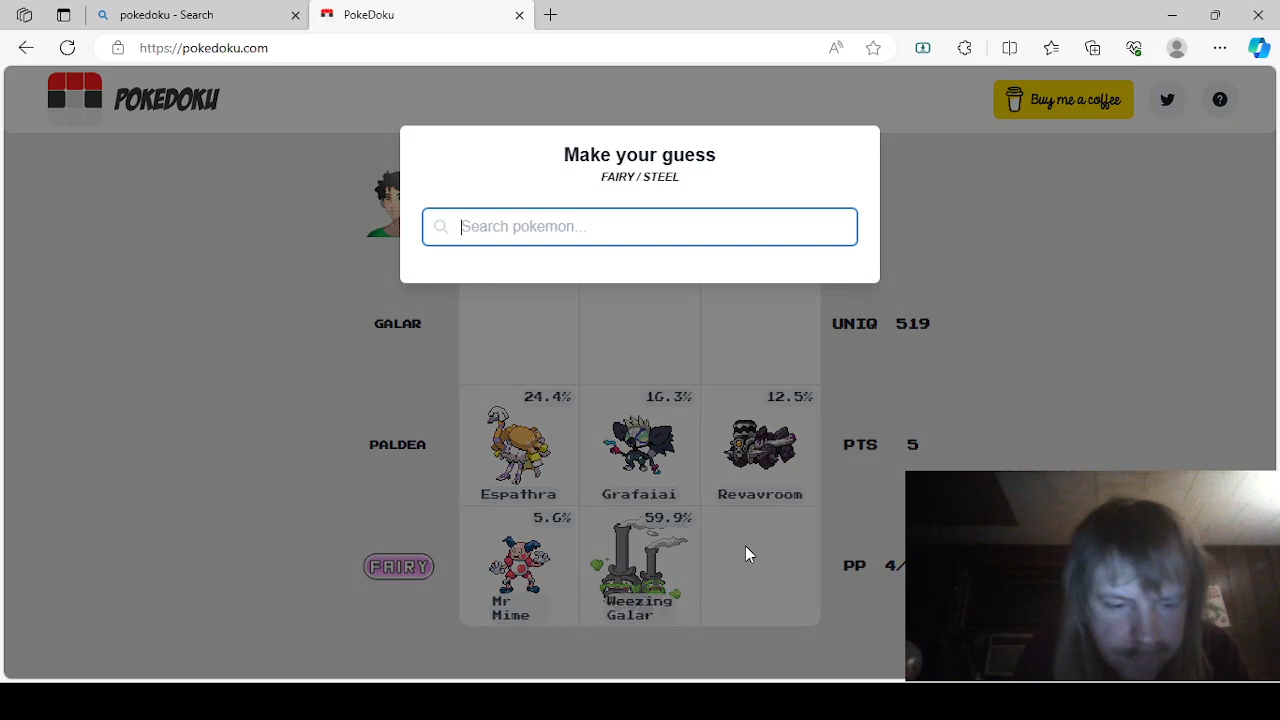 pokedoku - Search
PokeDoku
https://pokedoku.com
POKEDOKU
Buy me a coffee
Make your guess
FAIRY / STEEL
Search pokemon...
GALAR
UNIQ 519
24.4%
16.3%
12.5%
PALDEA
PTS 5
Espathra
Grafaiai
Revavroom
5.6%
59.9%
FAIRY
PP 4/
Mr
Mime
Weezing
Galar